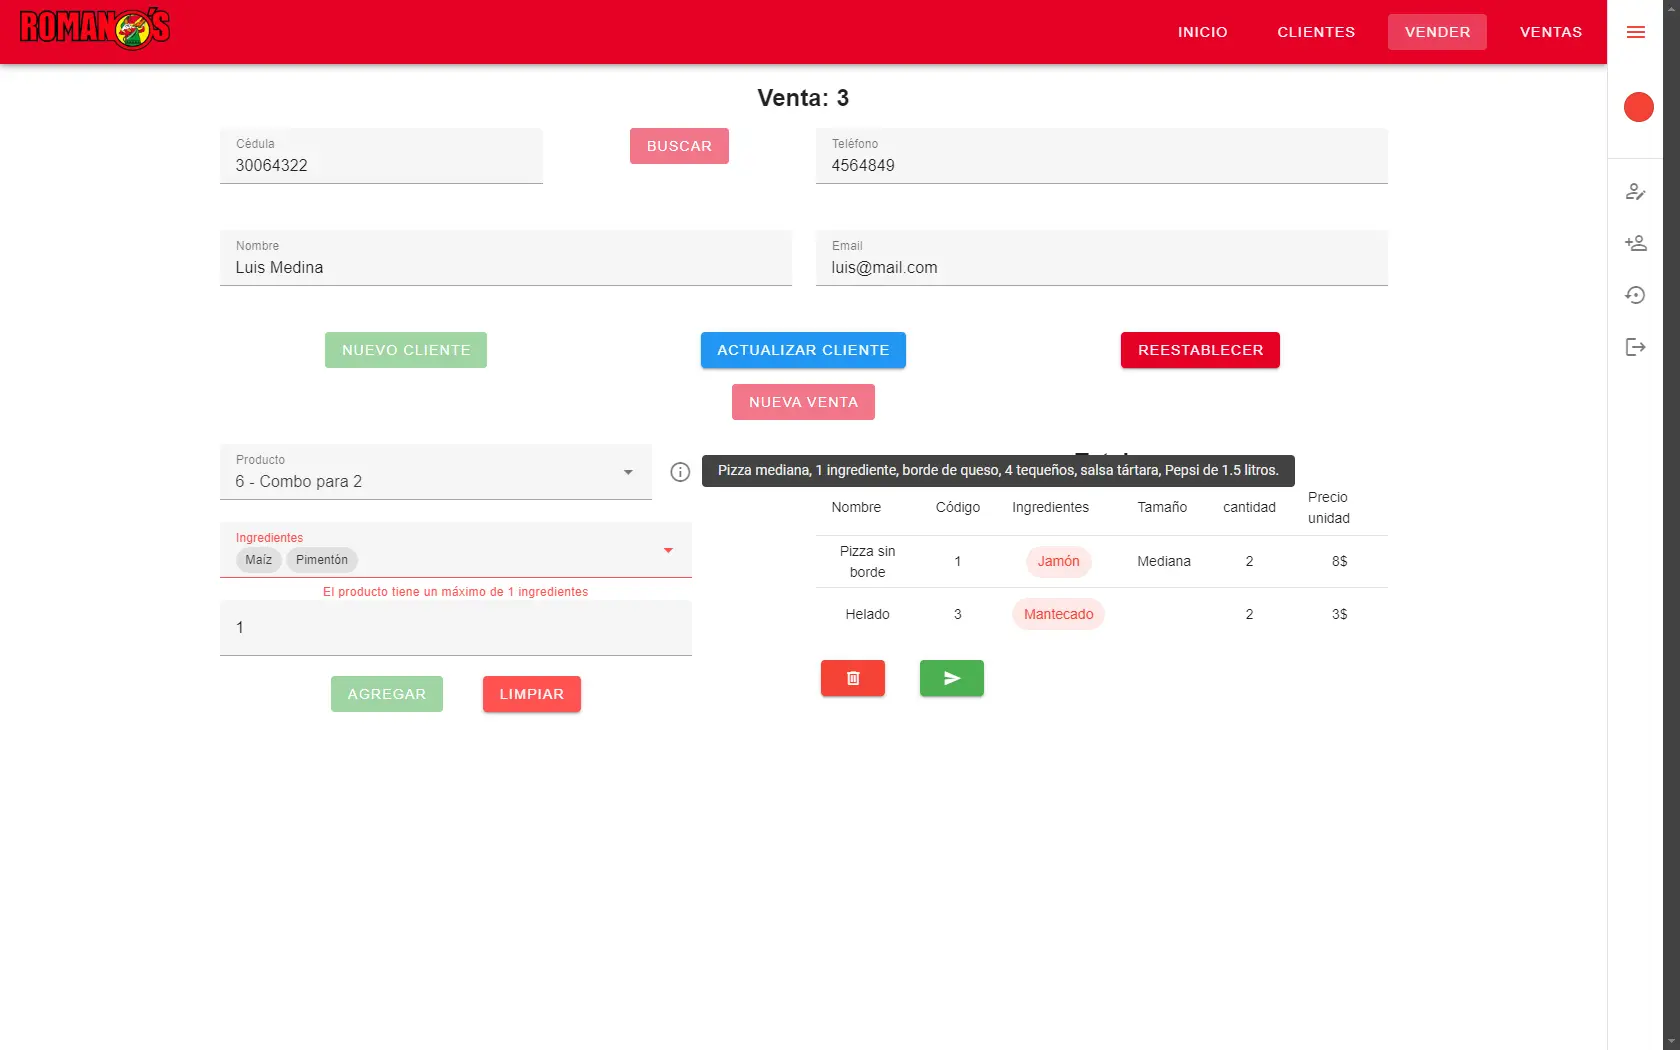 ROMANO'S
INICIO
CLIENTES
VENDER
VENTAS
Venta: 3
Cédula
30064322
BUSCAR
Teléfono
4564849
Nombre
Luis Medina
Email
luis@mail.com
NUEVO CLIENTE
ACTUALIZAR CLIENTE
REESTABLECER
NUEVA VENTA
Producto
6 - Combo para 2
Pizza mediana, 1 ingrediente, borde de queso, 4 tequeños, salsa tártara, Pepsi de 1.5 litros.
Ingredientes
Maíz Pimentón
El producto tiene un máximo de 1 ingredientes
1
AGREGAR
LIMPIAR
Nombre Código Ingredientes Tamaño cantidad Precio unidad
Pizza sin borde 1 Jamón Mediana 2 8$
Helado 3 Mantecado 2 3$